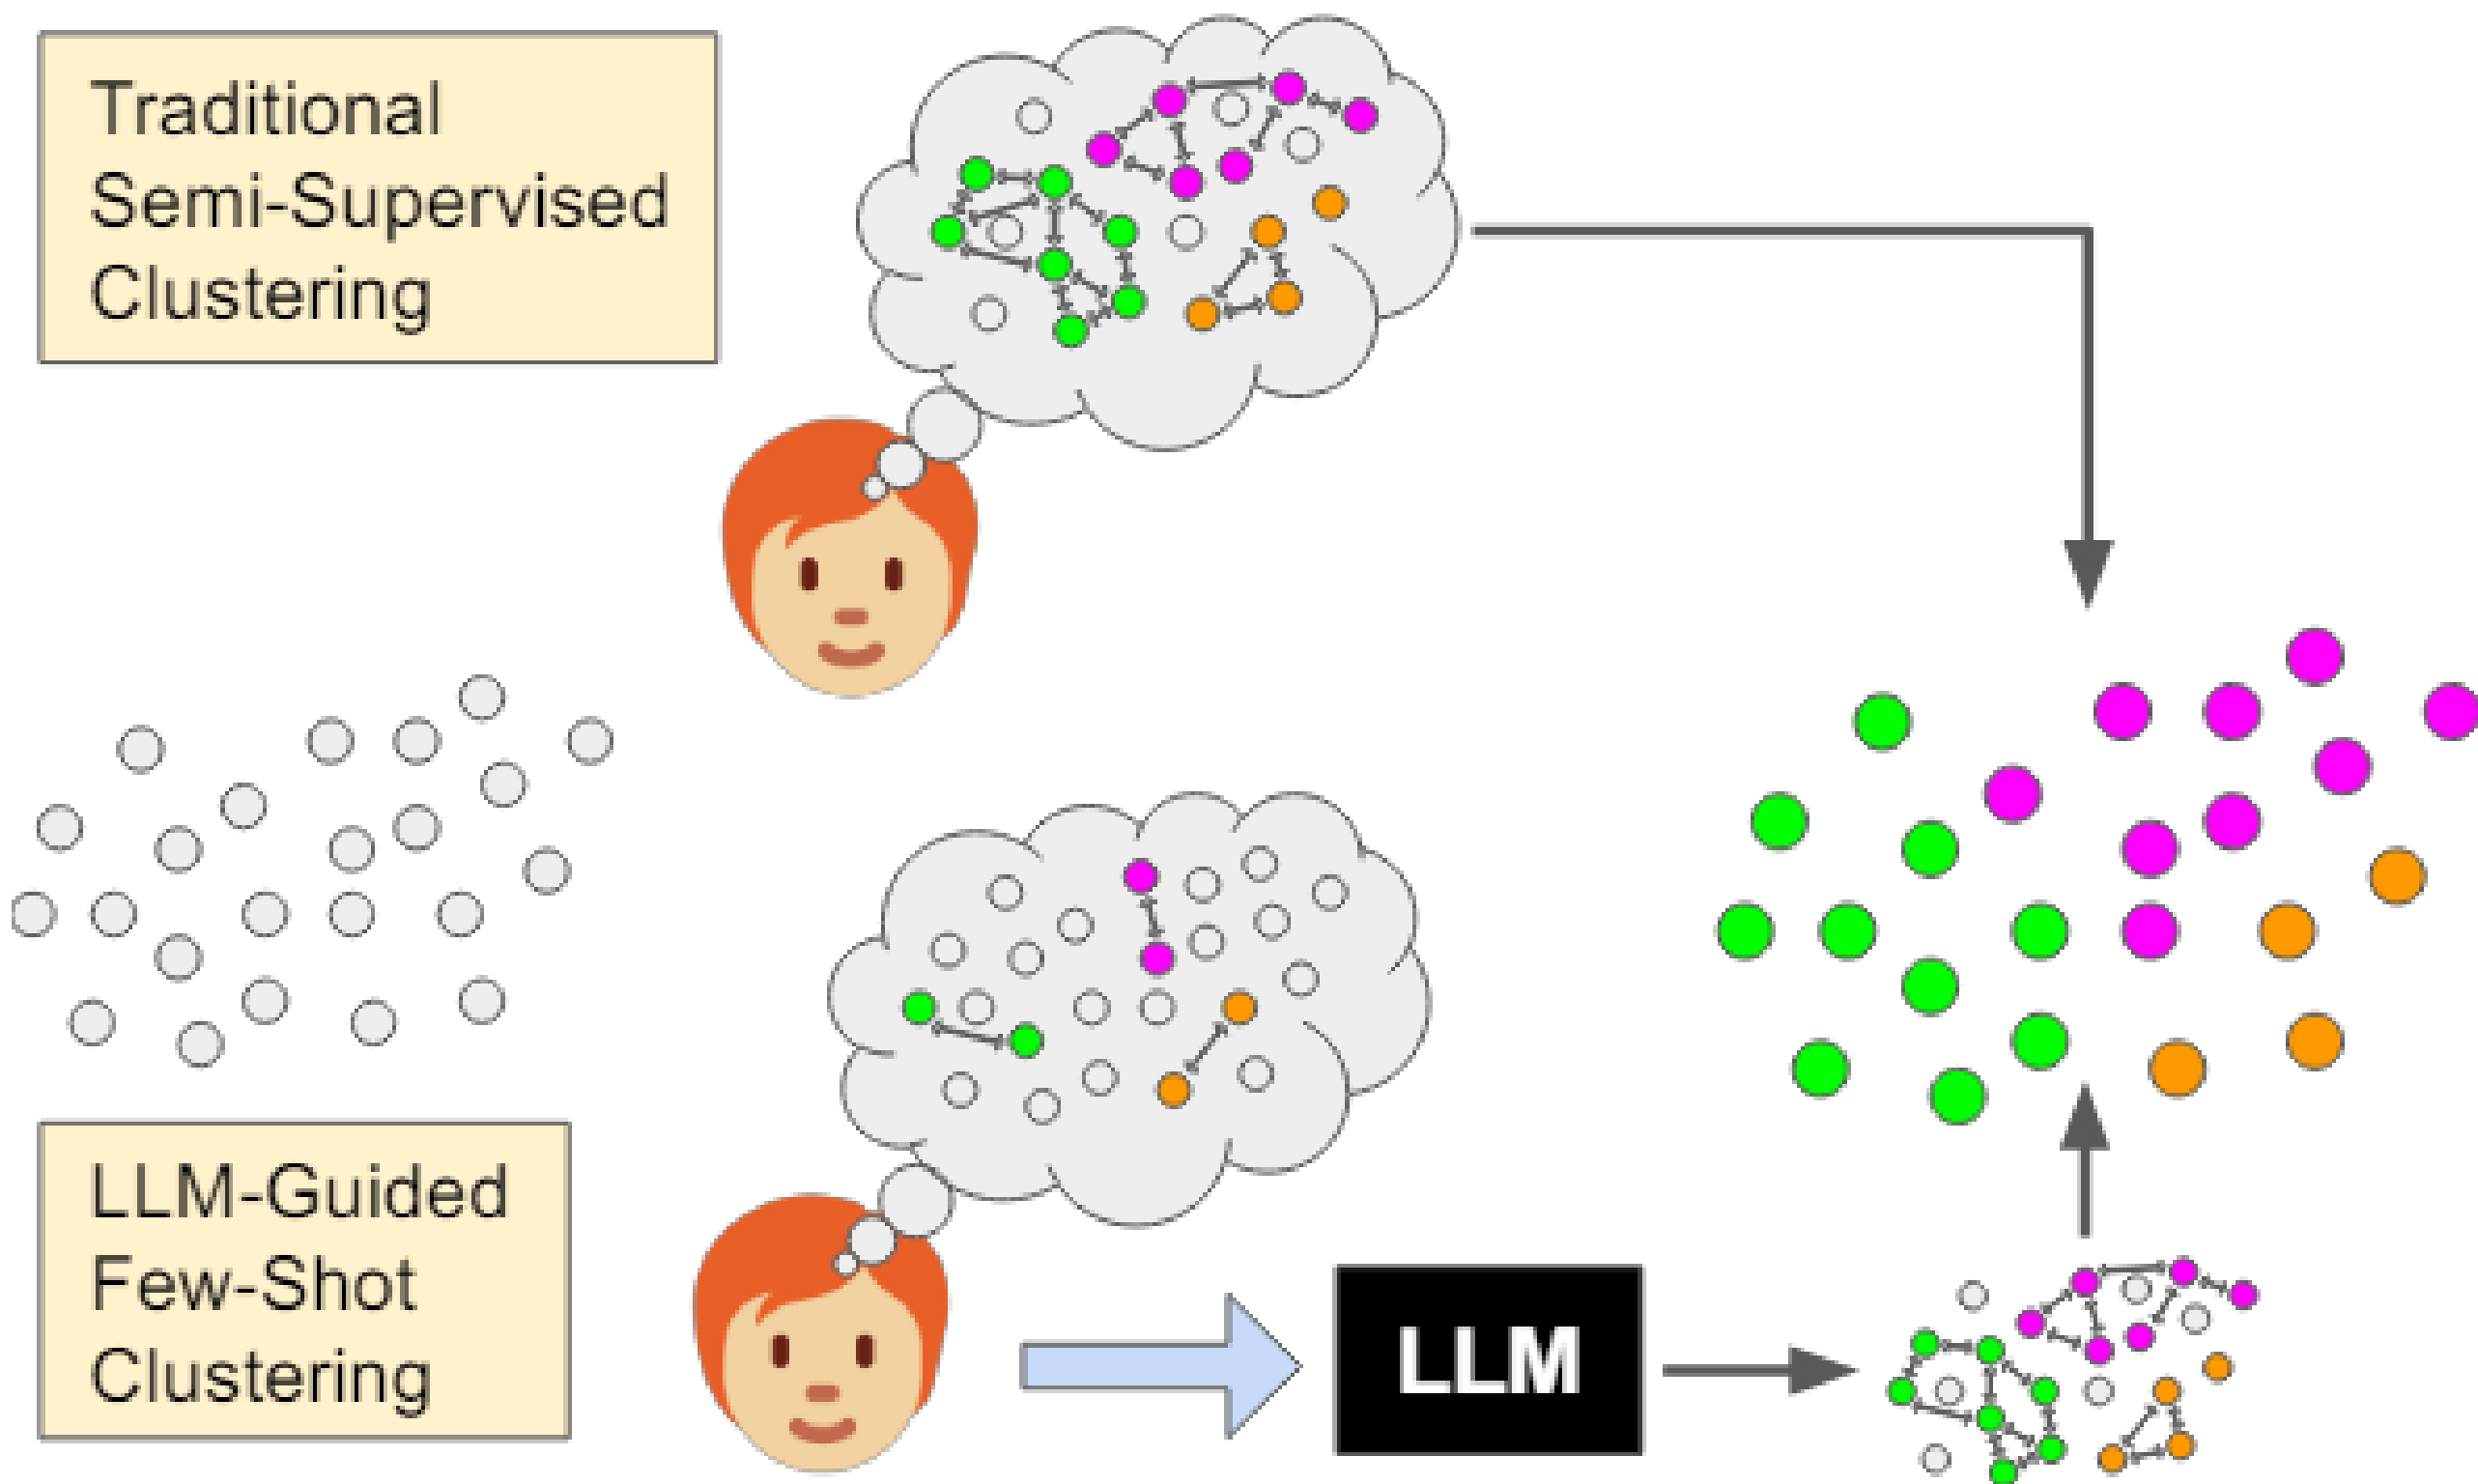 Traditional
Semi-Supervised
Clustering
LLM-Guided
Few-Shot
Clustering
LLM